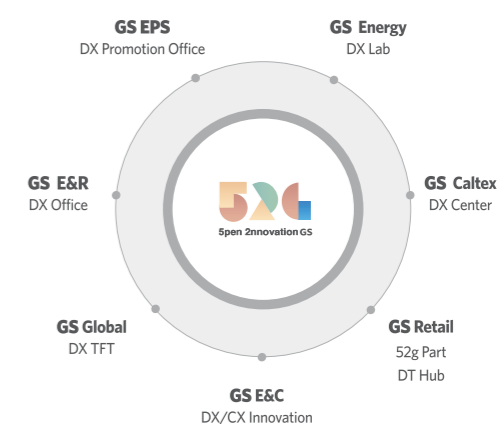 GS EPS
DX Promotion Office
GS Energy
DX Lab
GS E&R
DX Office
52g
5pen 2nnovation GS
GS Caltex
DX Center
GS Global
DX TFT
GS Retail
52g Part
DT Hub
GS E&C
DX/CX Innovation